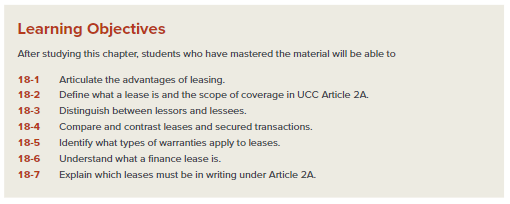 Learning Objectives
After studying this chapter, students who have mastered the material will be able to
18-1 Articulate the advantages of leasing.
18-2 Define what a lease is and the scope of coverage in UCC Article 2A.
18-3 Distinguish between lessors and lessees.
18-4 Compare and contrast leases and secured transactions.
18-5 Identify what types of warranties apply to leases.
18-6 Understand what a finance lease is.
18-7 Explain which leases must be in writing under Article 2A.